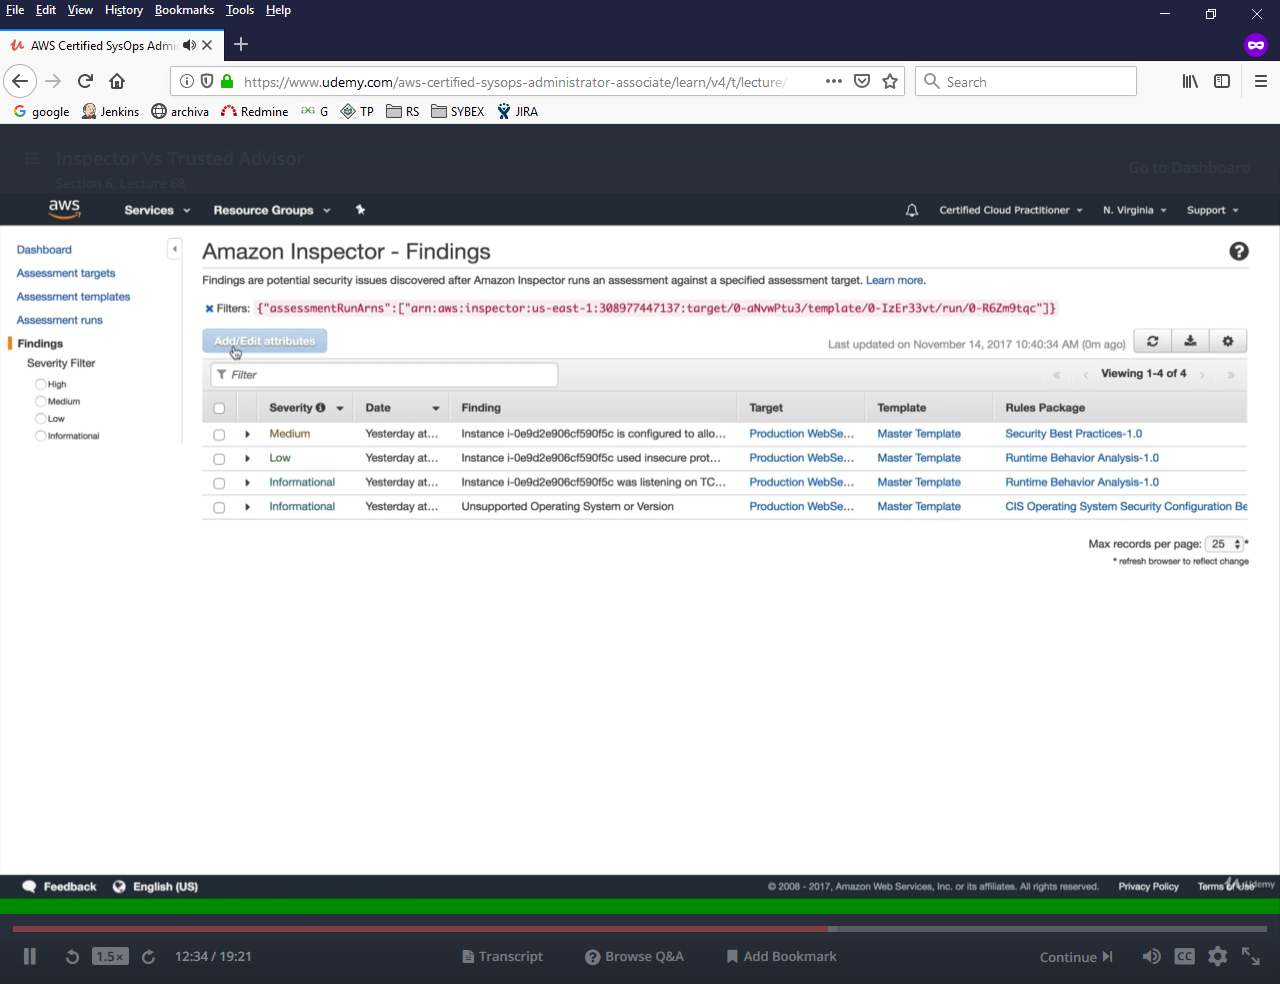 File Edit View History Bookmarks Tools Help
AWS Certified SysOps Admi
https://www.udemy.com/aws-certified-sysops-administrator-associate/learn/v4/t/lecture/
Search
google Jenkins archiva Redmine G TP RS SYBEX JIRA
Inspector Vs Trusted Advisor
Section 6, Lecture 68
Go to Dashboard
aws Services Resource Groups Certified Cloud Practitioner N. Virginia Support
Dashboard
Assessment targets
Assessment templates
Assessment runs
Findings
Severity Filter
High
Medium
Low
Informational
Amazon Inspector - Findings
Findings are potential security issues discovered after Amazon Inspector runs an assessment against a specified assessment target. Learn more.
Filters: {"assessmentRunArns":["arn:aws:inspector:us-east-1:308977447137:target/0-aNvwPtu3/template/0-IzEr33vt/run/0-R6Zm9tqc"]}
Add/Edit attributes
Last updated on November 14, 2017 10:40:34 AM (0m ago)
Filter
Viewing 1-4 of 4
Severity Date Finding Target Template Rules Package
Medium Yesterday at... Instance i-0e9d2e906cf590f5c is configured to allo... Production WebSe... Master Template Security Best Practices-1.0
Low Yesterday at... Instance i-0e9d2e906cf590f5c used insecure prot... Production WebSe... Master Template Runtime Behavior Analysis-1.0
Informational Yesterday at... Instance i-0e9d2e906cf590f5c was listening on TC... Production WebSe... Master Template Runtime Behavior Analysis-1.0
Informational Yesterday at... Unsupported Operating System or Version Production WebSe... Master Template CIS Operating System Security Configuration Be
Max records per page: 25 *
* refresh browser to reflect change
Feedback English (US)
© 2008 - 2017, Amazon Web Services, Inc. or its affiliates. All rights reserved. Privacy Policy Terms of Use
Udemy
1.5× 12:34 / 19:21 Transcript Browse Q&A Add Bookmark Continue CC